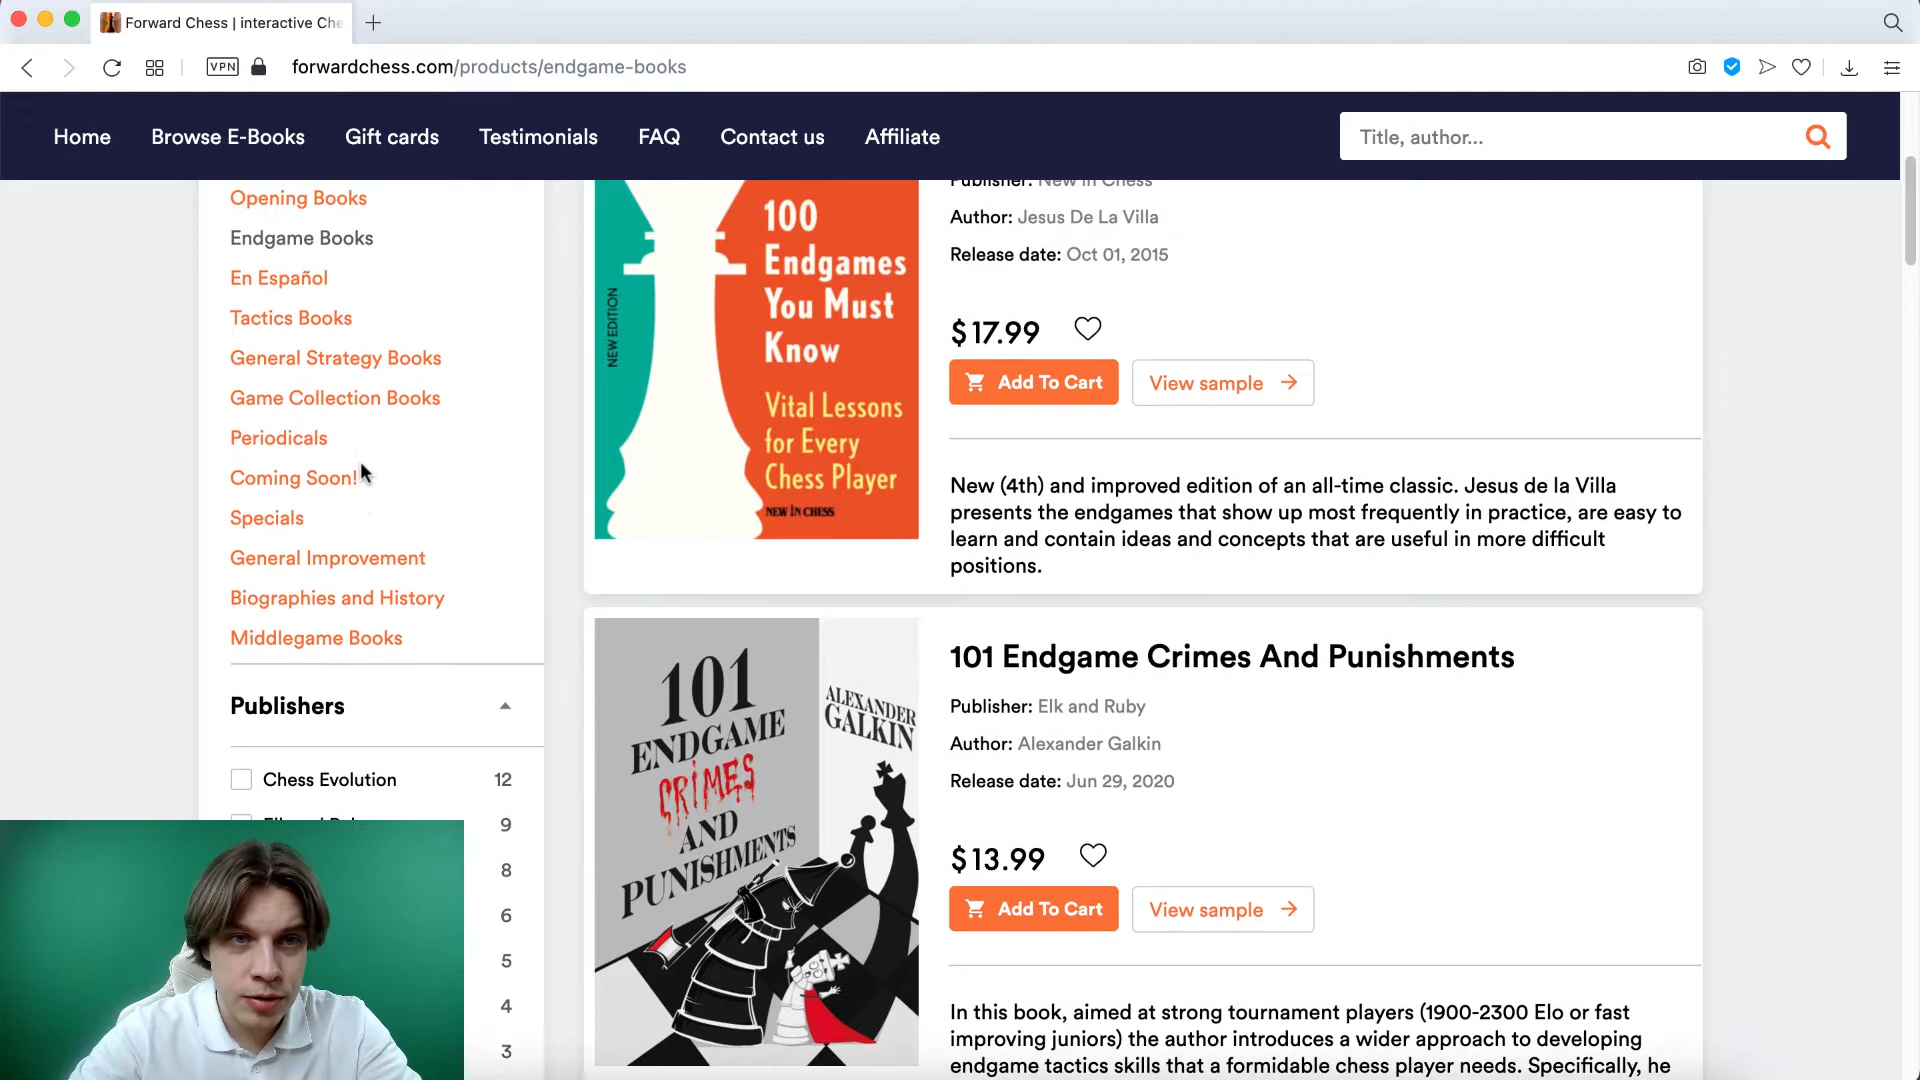 Forward Chess | interactive Che
VPN
forwardchess.com/products/endgame-books
Home
Browse E-Books
Gift cards
Testimonials
FAQ
Contact us
Affiliate
Title, author...
Opening Books
Endgame Books
En Español
Tactics Books
General Strategy Books
Game Collection Books
Periodicals
Coming Soon!
Specials
General Improvement
Biographies and History
Middlegame Books
Publishers
Chess Evolution 12
9
8
6
5
4
3
NEW EDITION
100
Endgames
You Must
Know
Vital Lessons
for Every
Chess Player
NEW IN CHESS
Publisher: New in Chess
Author: Jesus De La Villa
Release date: Oct 01, 2015
$17.99
Add To Cart
View sample
New (4th) and improved edition of an all-time classic. Jesus de la Villa
presents the endgames that show up most frequently in practice, are easy to
learn and contain ideas and concepts that are useful in more difficult
positions.
101
ENDGAME
CRIMES
AND
PUNISHMENTS
ALEXANDER
GALKIN
101 Endgame Crimes And Punishments
Publisher: Elk and Ruby
Author: Alexander Galkin
Release date: Jun 29, 2020
$13.99
Add To Cart
View sample
In this book, aimed at strong tournament players (1900-2300 Elo or fast
improving juniors) the author introduces a wider approach to developing
endgame tactics skills that a formidable chess player needs. Specifically, he